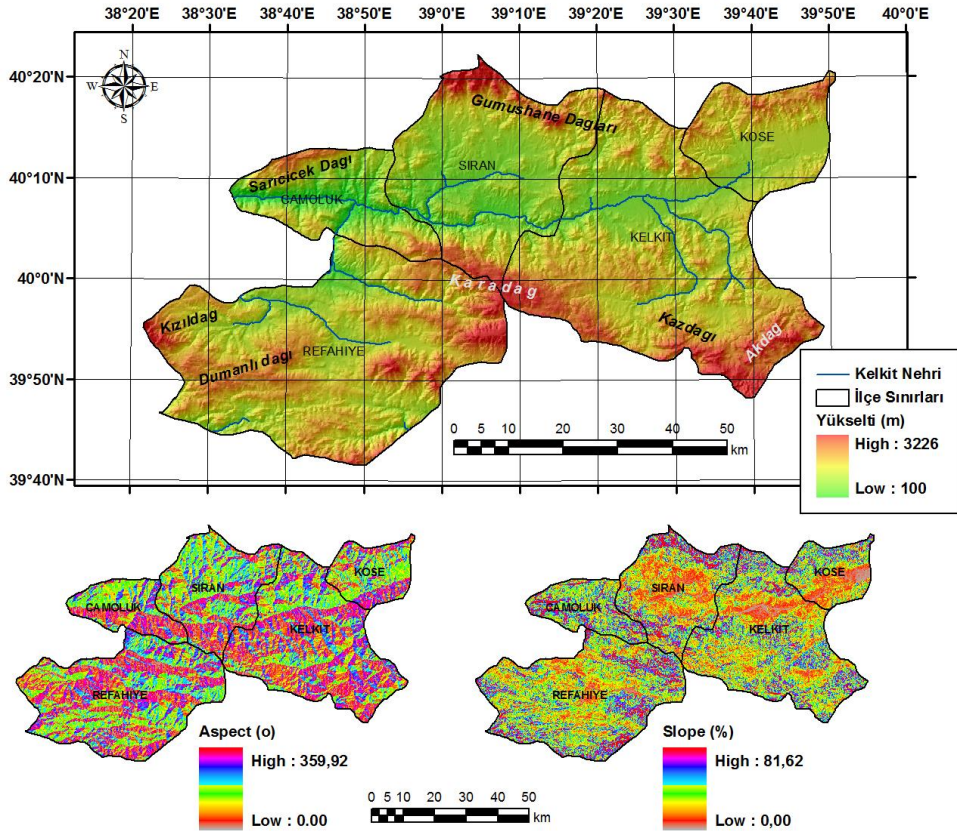 38°20'E 38°30'E 38°40'E 38°50'E 39°0'E 39°10'E 39°20'E 39°30'E 39°40'E 39°50'E 40°0'E
40°20'N
40°10'N
40°0'N
39°50'N
39°40'N
N
W E
S
Gumushane Dagları
KOSE
SIRAN
Sarıcicek Dagı
CAMOLUK
KELKIT
Karadag
Kızıldag
Kazdagı
Akdag
REFAHIYE
Dumanlı dagı
Kelkit Nehri
İlçe Sınırları
Yükselti (m)
High : 3226
Low : 100
0 5 10 20 30 40 50
km
SIRAN
KOSE
CAMOLUK
KELKIT
REFAHIYE
Aspect (o)
High : 359,92
Low : 0.00
0 5 10 20 30 40 50
km
SIRAN
KOSE
CAMOLUK
KELKIT
REFAHIYE
Slope (%)
High : 81,62
Low : 0,00